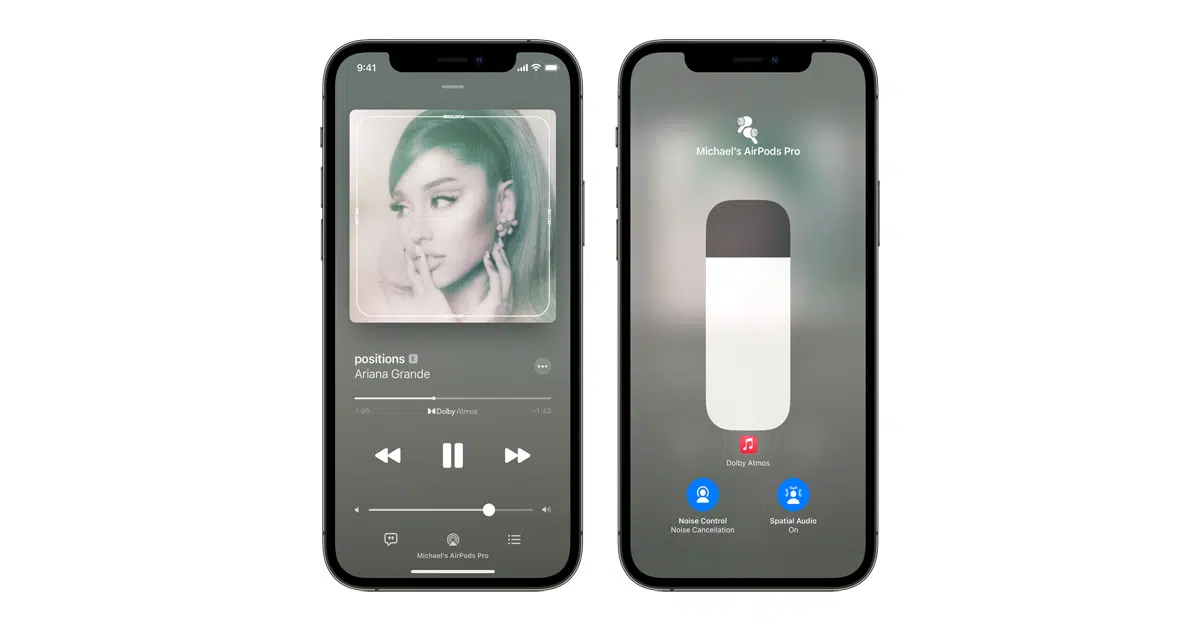 9:41
positions E
Ariana Grande
1:09
Dolby Atmos
-1:43
Michael's AirPods Pro
Michael's AirPods Pro
Dolby Atmos
Noise Control
Noise Cancellation
Spatial Audio
On